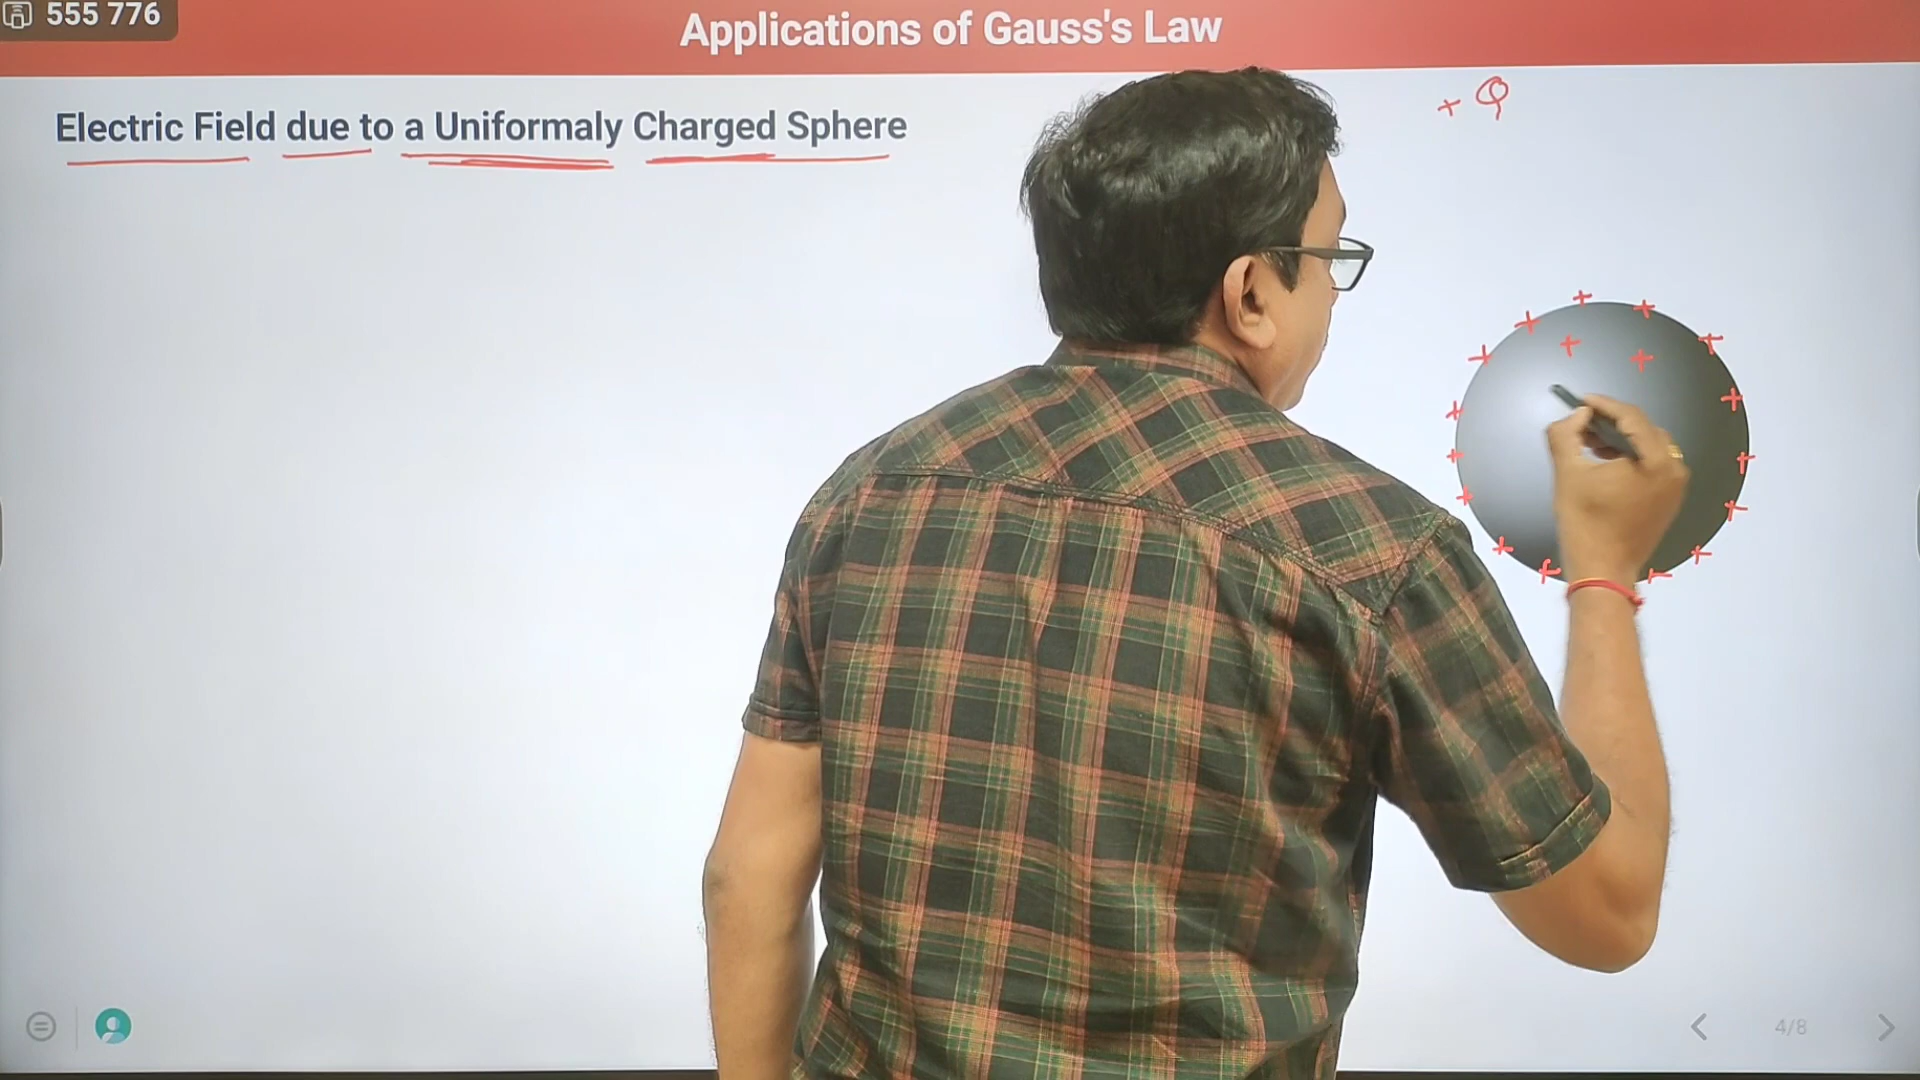 555 776
Applications of Gauss's Law
+ Q
Electric Field due to a Uniformaly Charged Sphere
+ + + + + + + + + + + + + + + + + +
4/8